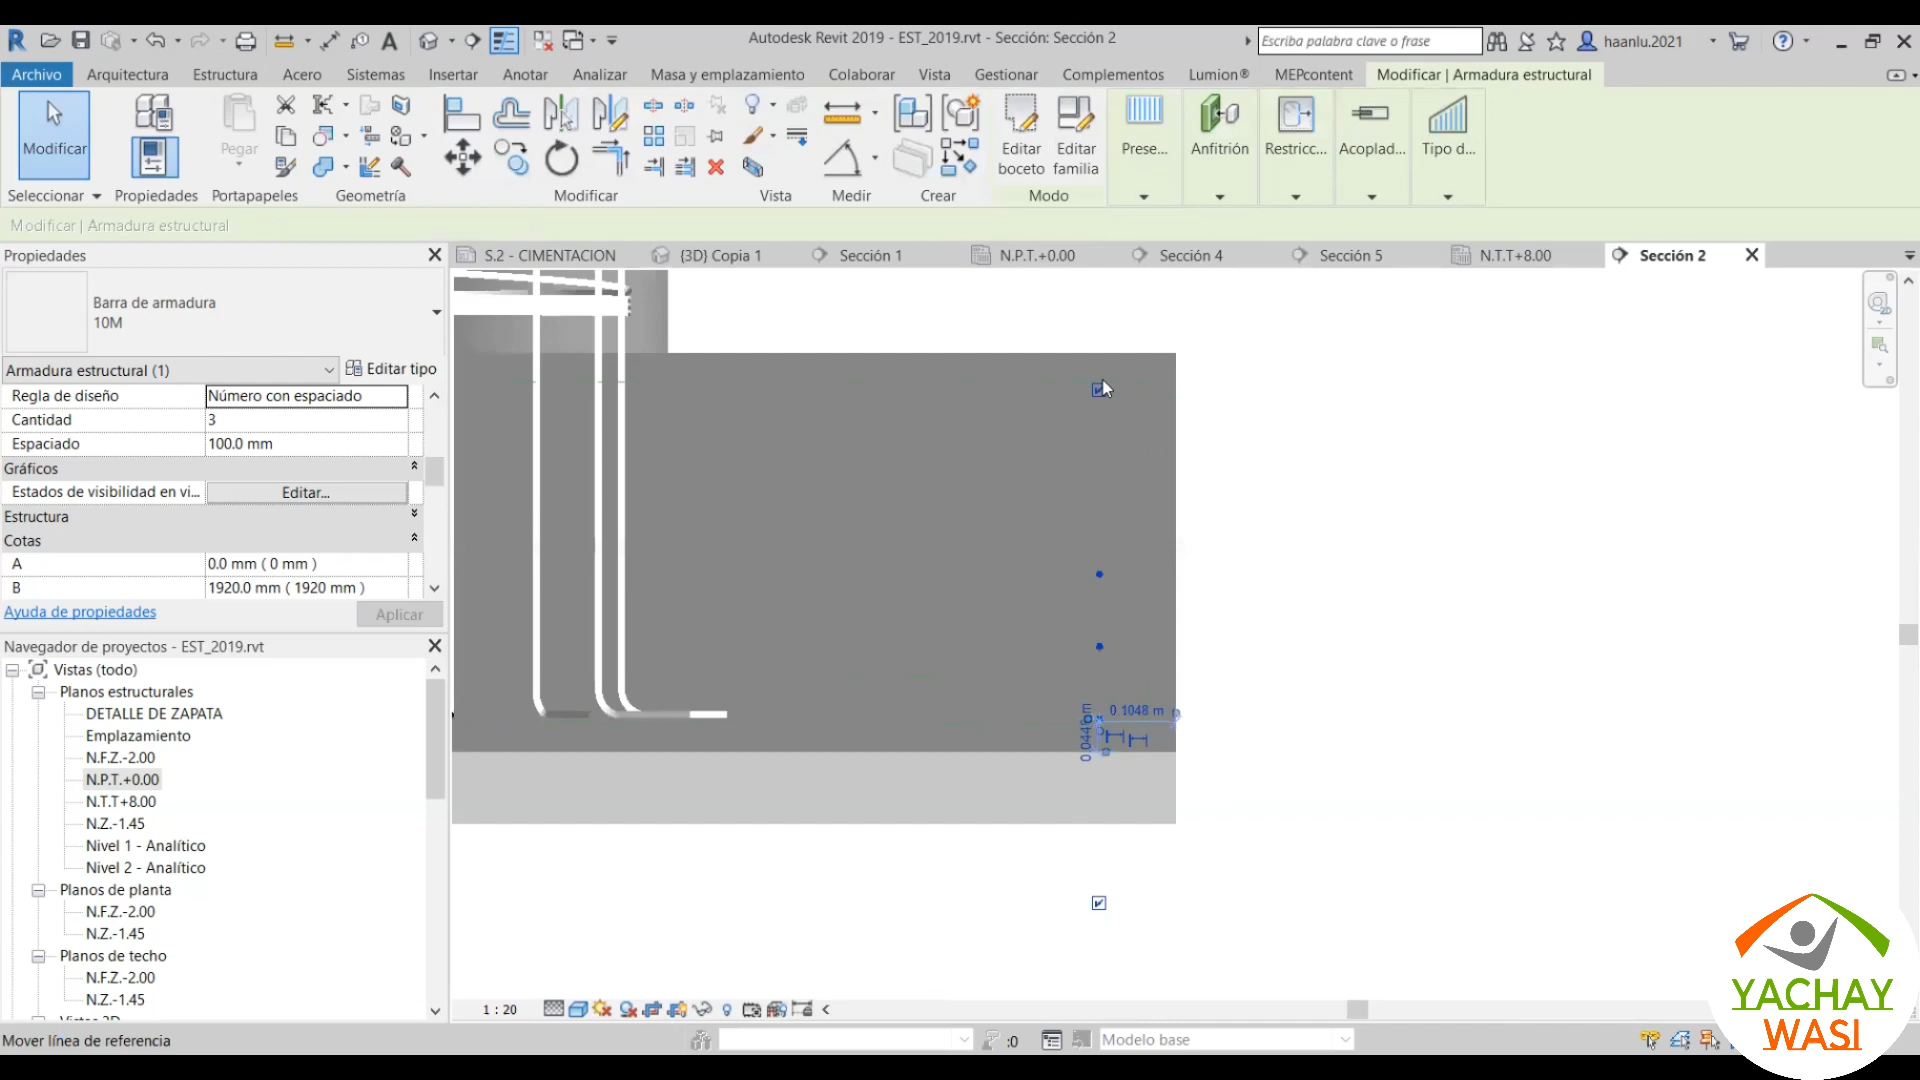 Autodesk Revit 2019 - EST_2019.rvt - Sección: Sección 2
Escriba palabra clave o frase
haanlu.2021
Archivo
Arquitectura
Estructura
Acero
Sistemas
Insertar
Anotar
Analizar
Masa y emplazamiento
Colaborar
Vista
Gestionar
Complementos
Lumion®
MEPcontent
Modificar | Armadura estructural
Modificar
Pegar
Editar boceto
Editar familia
Prese...
Anfitrión
Restricc...
Acoplad...
Tipo d...
Seleccionar
Propiedades
Portapapeles
Geometría
Modificar
Vista
Medir
Crear
Modo
Modificar | Armadura estructural
Propiedades
S.2 - CIMENTACION
{3D} Copia 1
Sección 1
N.P.T.+0.00
Sección 4
Sección 5
N.T.T+8.00
Sección 2
Barra de armadura
10M
Armadura estructural (1)
Editar tipo
Regla de diseño
Número con espaciado
Cantidad
3
Espaciado
100.0 mm
Gráficos
Estados de visibilidad en vi...
Editar...
Estructura
Cotas
A
0.0 mm ( 0 mm )
B
1920.0 mm ( 1920 mm )
Ayuda de propiedades
Aplicar
Navegador de proyectos - EST_2019.rvt
Vistas (todo)
Planos estructurales
DETALLE DE ZAPATA
Emplazamiento
N.F.Z.-2.00
N.P.T.+0.00
N.T.T+8.00
N.Z.-1.45
Nivel 1 - Analítico
Nivel 2 - Analítico
Planos de planta
N.F.Z.-2.00
N.Z.-1.45
Planos de techo
N.F.Z.-2.00
N.Z.-1.45
0.1048 m
2D
1 : 20
Mover línea de referencia
:0
Modelo base
YACHAY
WASI